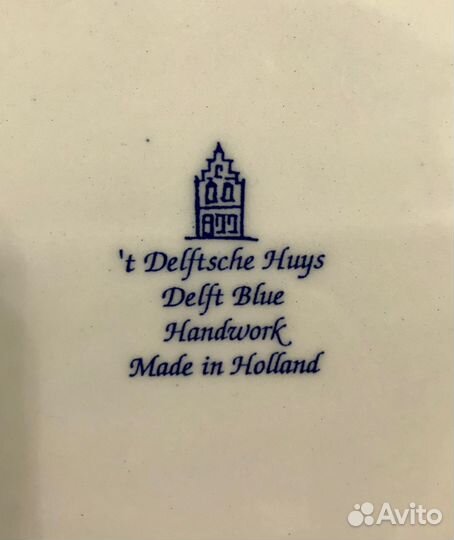 't Delftsche Huys
Delft Blue
Handwork
Made in Holland
Avito